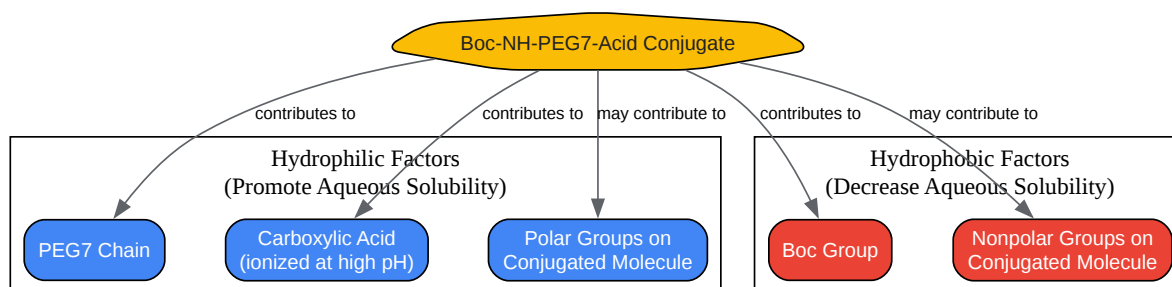 Boc-NH-PEG7-Acid Conjugate
contributes to
contributes to
may contribute to
contributes to
may contribute to
Hydrophilic Factors
(Promote Aqueous Solubility)
Hydrophobic Factors
(Decrease Aqueous Solubility)
PEG7 Chain
Carboxylic Acid
(ionized at high pH)
Polar Groups on
Conjugated Molecule
Boc Group
Nonpolar Groups on
Conjugated Molecule